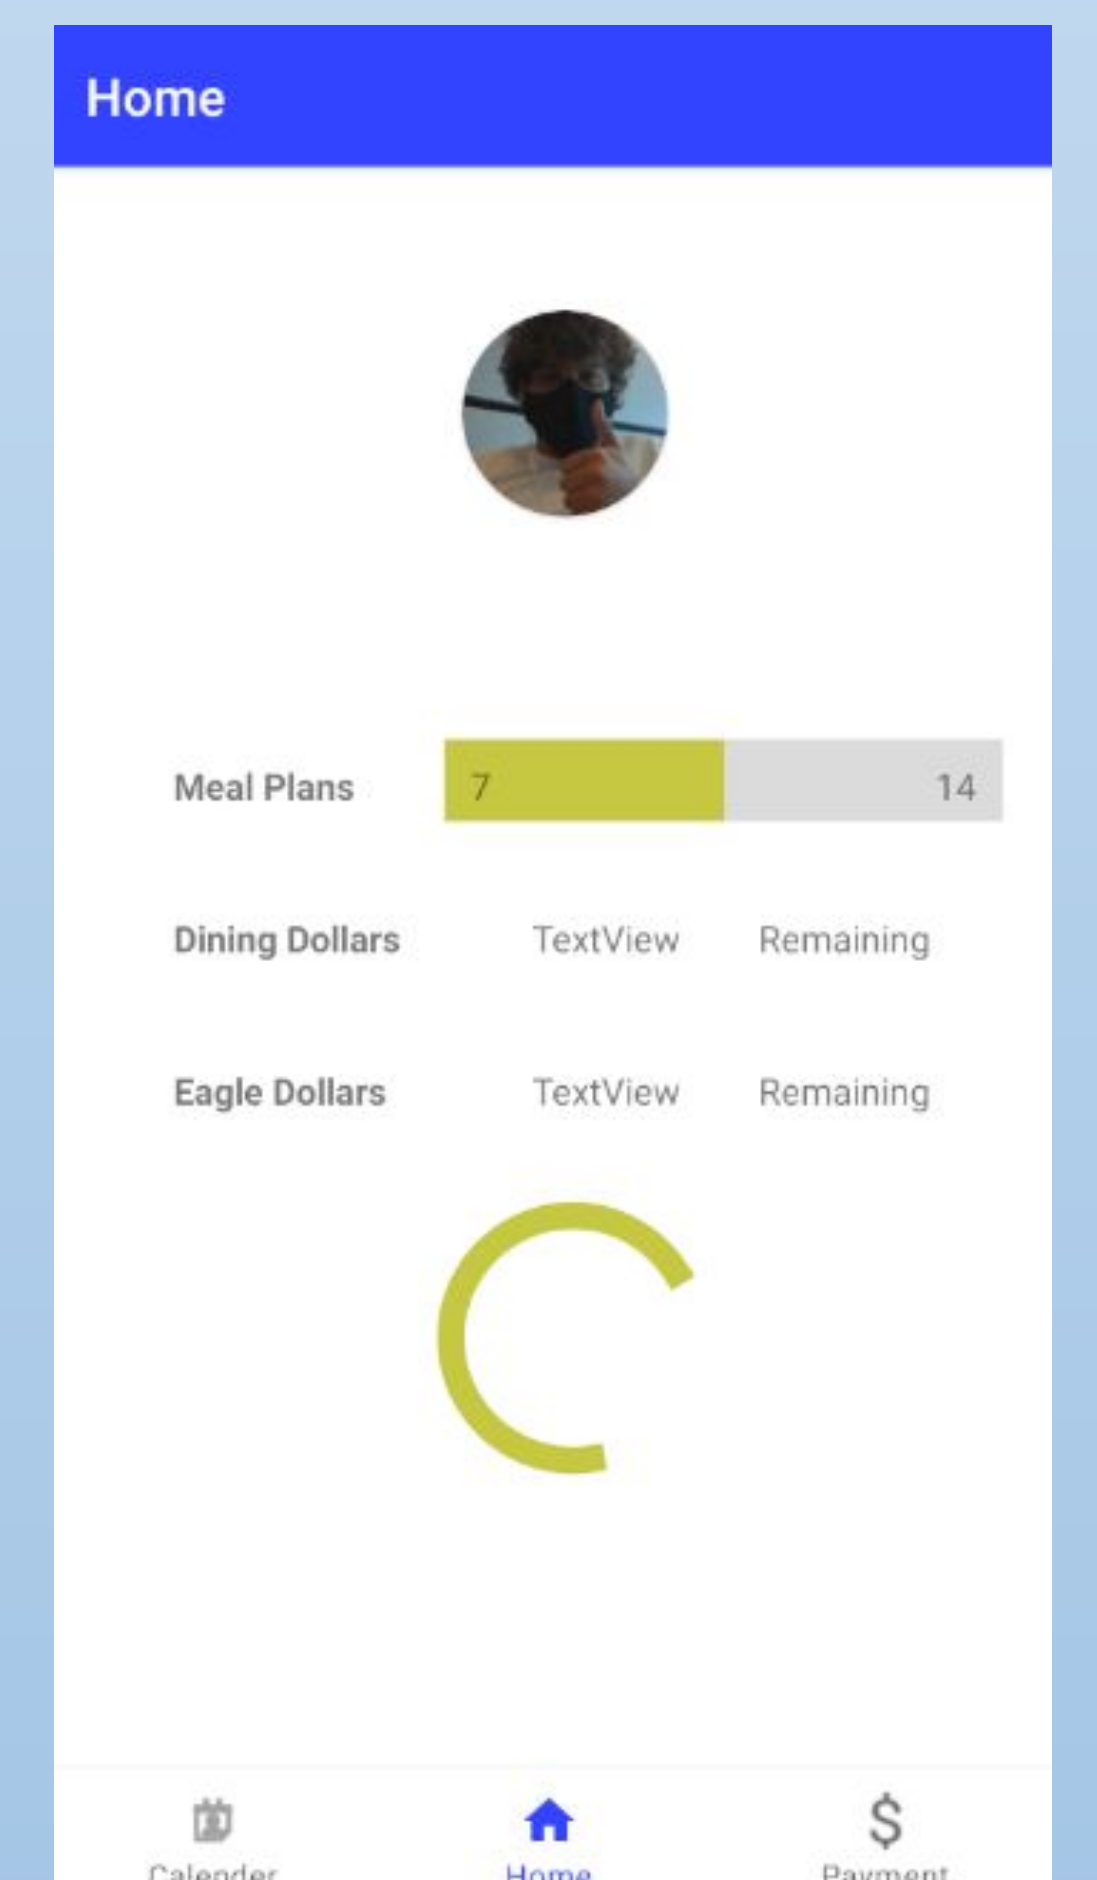 Home
Meal Plans 7 14
Dining Dollars TextView Remaining
Eagle Dollars TextView Remaining
Calender Home Payment